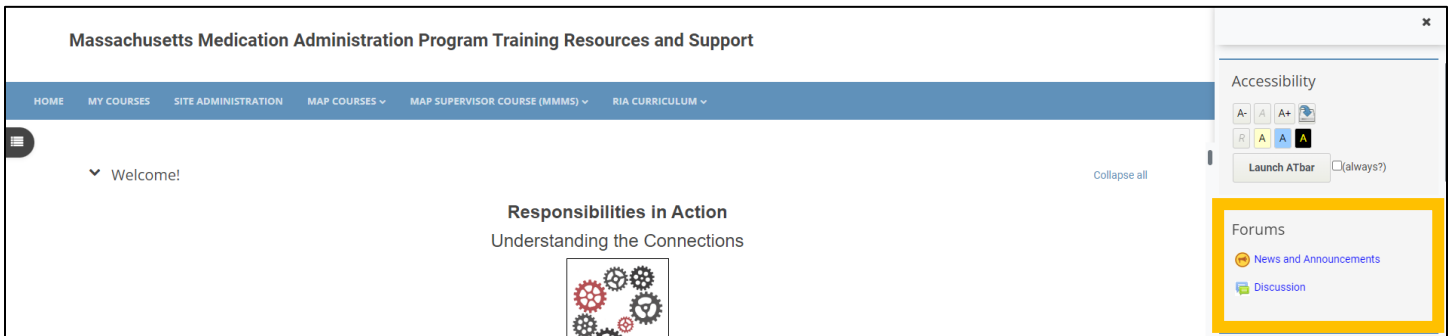 Massachusetts Medication Administration Program Training Resources and Support
HOME MY COURSES SITE ADMINISTRATION MAP COURSES MAP SUPERVISOR COURSE (MMMS) RIA CURRICULUM
Welcome!
Collapse all
Responsibilities in Action
Understanding the Connections
Accessibility
A- A A+
R A A A
Launch ATbar (always?)
Forums
News and Announcements
Discussion